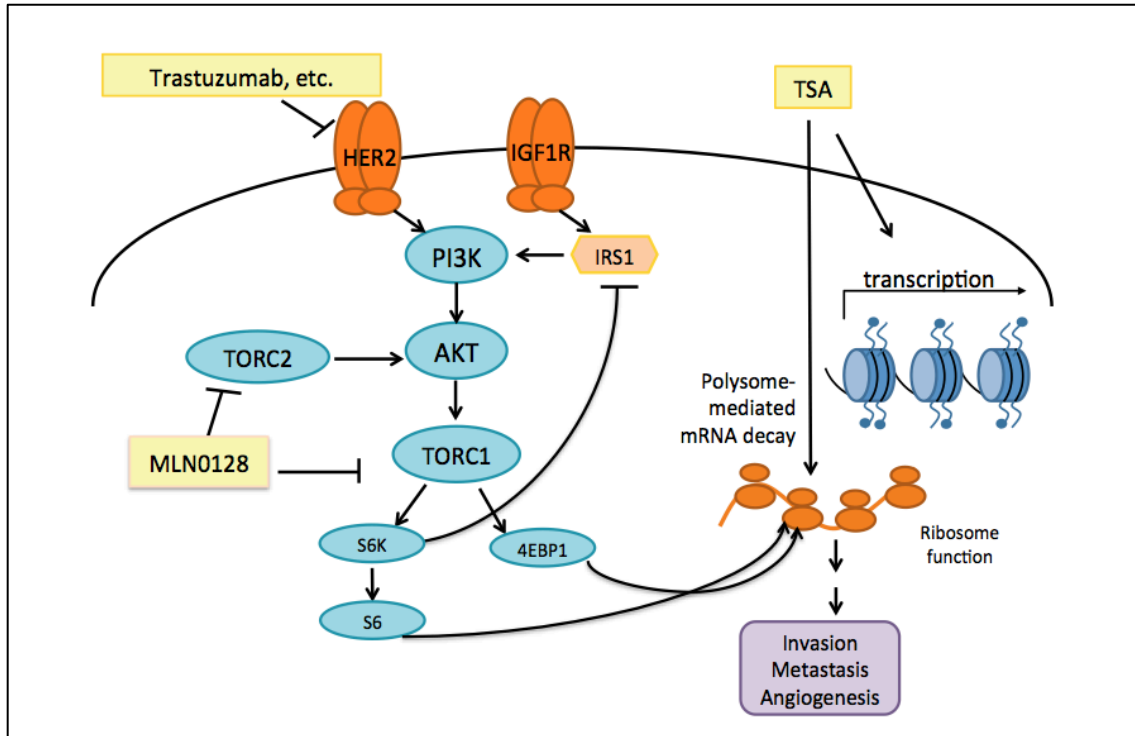 Trastuzumab, etc.
TSA
HER2
IGF1R
PI3K
IRS1
transcription
TORC2
AKT
Polysome-
mediated
mRNA decay
MLN0128
TORC1
S6K
4EBP1
Ribosome
function
S6
Invasion
Metastasis
Angiogenesis